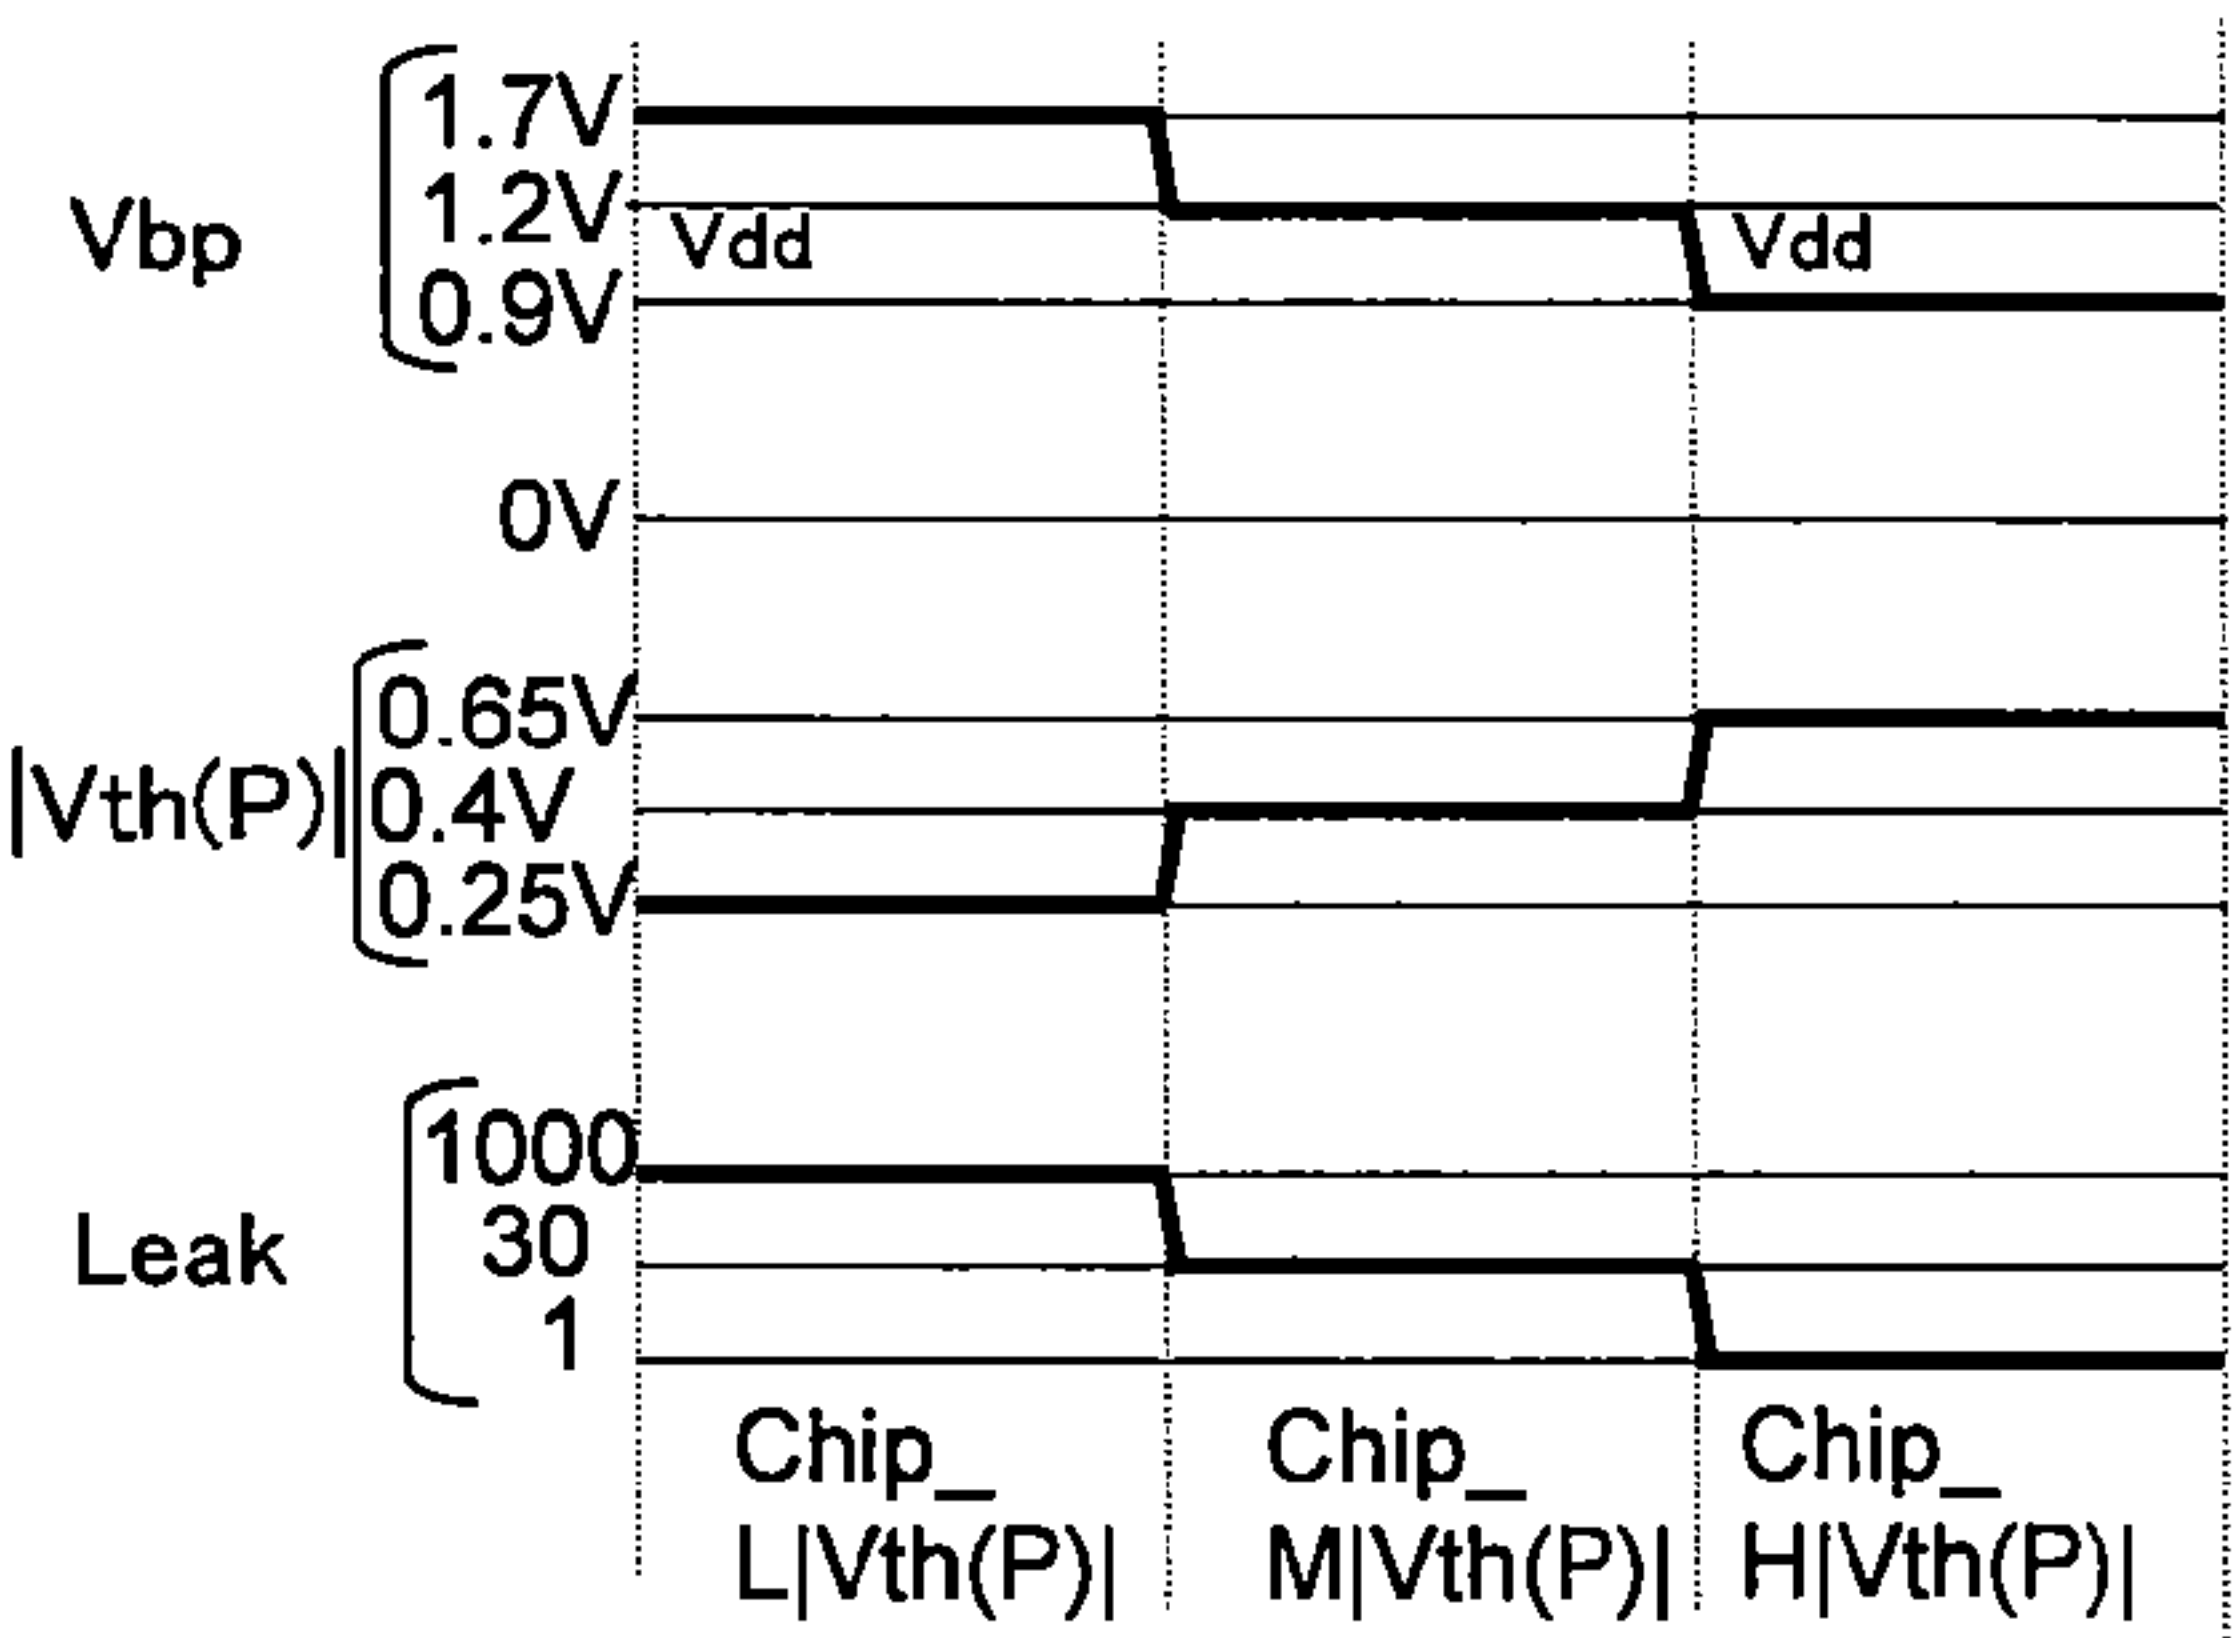 1.7V
Vbp
1.2V
Vdd
Vdd
0.9V
0V
0.65V
|Vth(P)|
0.4V
0.25V
1000
Leak
30
1
Chip_
L|Vth(P)|
Chip_
M|Vth(P)|
Chip_
H|Vth(P)|